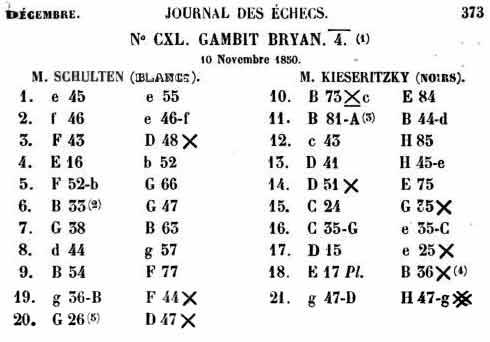 DÉCEMBRE. JOURNAL DES ÉCHECS. 373
No CXL. GAMBIT BRYAN. 4. (1)
10 Novembre 1850.
M. SCHULTEN (BLANCS). M. KIESERITZKY (NOIRS).
1. e 45 e 55
2. f 46 e 46-f
3. F 43 D 48 X
4. E 16 b 52
5. F 52-b G 66
6. B 33 (2) G 47
7. G 38 B 63
8. d 44 g 57
9. B 54 F 77
10. B 73 X c E 84
11. B 81-A (3) B 44-d
12. c 43 H 85
13. D 41 H 45-e
14. D 51 X E 75
15. C 24 G 35 X
16. C 35-G e 35-C
17. D 15 e 25 X
18. E 17 Pl. B 36 X (4)
19. g 36-B F 44 X
20. G 26 (5) D 47 X
21. g 47-D H 47-g